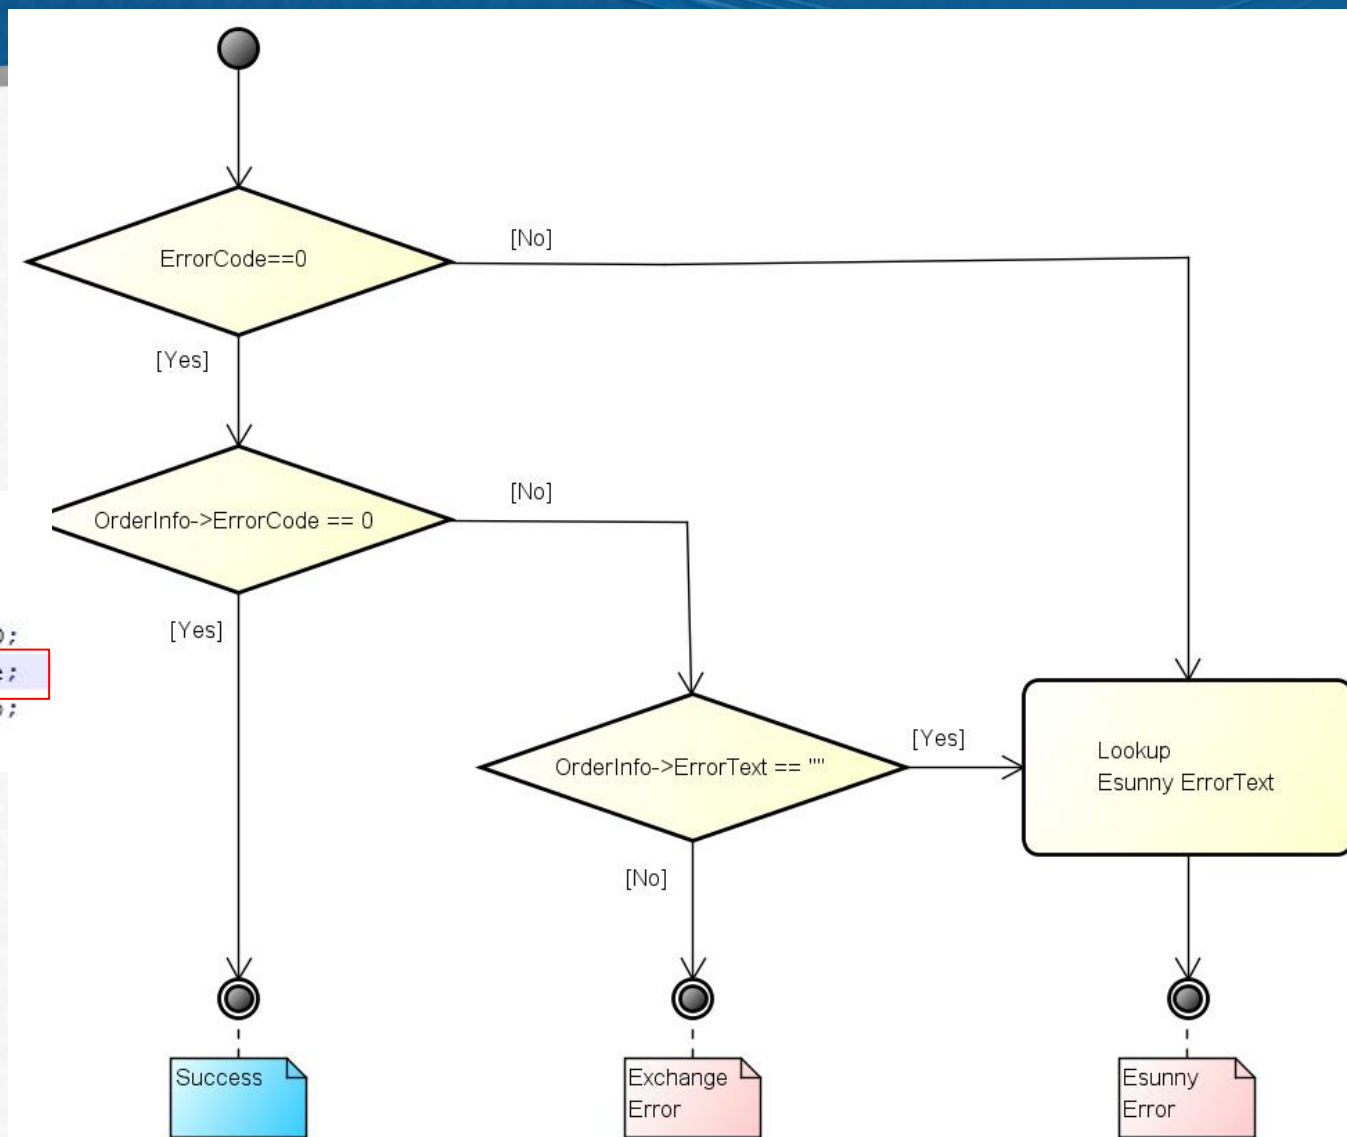 [No]
ErrorCode==0
[Yes]
[No]
OrderInfo->ErrorCode == 0
[Yes]
[Yes]
Lookup
OrderInfo->ErrorText == ""
Esunny ErrorText
[No]
Success
Exchange
Error
Esunny
Error